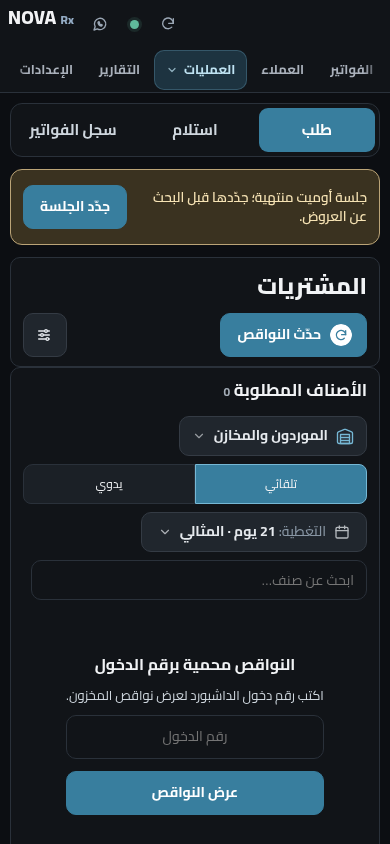 NOVA Rx
الفواتير
العملاء
العمليات
التقارير
الإعدادات
طلب
استلام
سجل الفواتير
جلسة أوميت منتهية؛ جدّدها قبل البحث
عن العروض.
جدّد الجلسة
المشتريات
حدّث النواقص
الأصناف المطلوبة 0
الموردون والمخازن
تلقائي
يدوي
التغطية: 21 يوم · المثالي
ابحث عن صنف...
النواقص محمية برقم الدخول
اكتب رقم دخول الداشبورد لعرض نواقص المخزون.
رقم الدخول
عرض النواقص